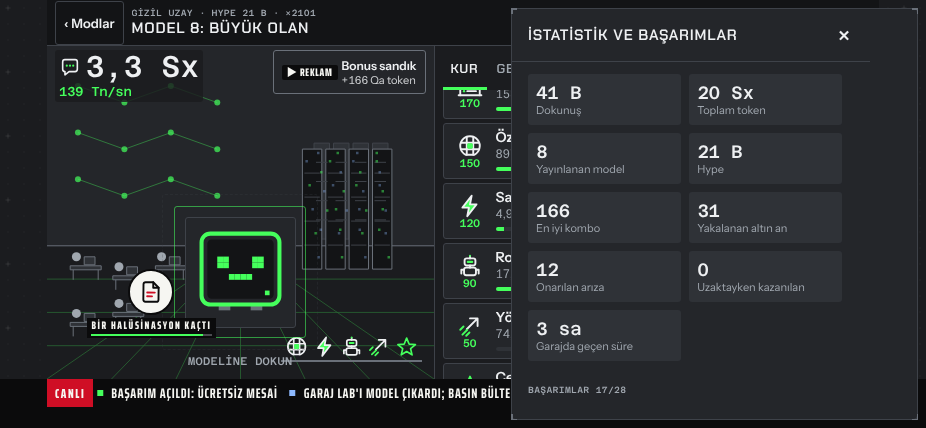 ‹ Modlar
GİZİL UZAY · HYPE 21 B · ×2101
MODEL 8: BÜYÜK OLAN
3,3 Sx
139 Tn/sn
REKLAM
Bonus sandık
+166 Qa token
BİR HALÜSİNASYON KAÇTI
MODELİNE DOKUN
KUR
170
150
120
90
50
İSTATİSTİK VE BAŞARIMLAR
×
41 B
Dokunuş
20 Sx
Toplam token
8
Yayınlanan model
21 B
Hype
166
En iyi kombo
31
Yakalanan altın an
12
Onarılan arıza
0
Uzaktayken kazanılan
3 sa
Garajda geçen süre
BAŞARIMLAR 17/28
CANLI
BAŞARIM AÇILDI: ÜCRETSİZ MESAİ
GARAJ LAB'I MODEL ÇIKARDI; BASIN BÜLTE